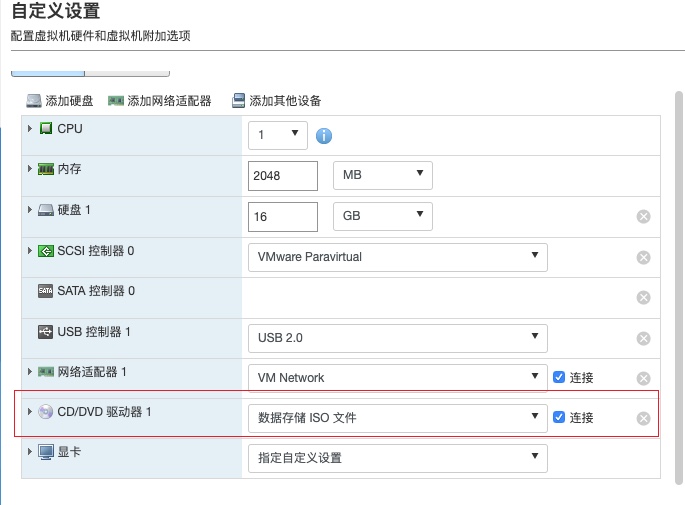 自定义设置
配置虚拟机硬件和虚拟机附加选项
添加硬盘 添加网络适配器 添加其他设备
CPU 1
内存 2048 MB
硬盘 1 16 GB
SCSI 控制器 0 VMware Paravirtual
SATA 控制器 0
USB 控制器 1 USB 2.0
网络适配器 1 VM Network 连接
CD/DVD 驱动器 1 数据存储 ISO 文件 连接
显卡 指定自定义设置